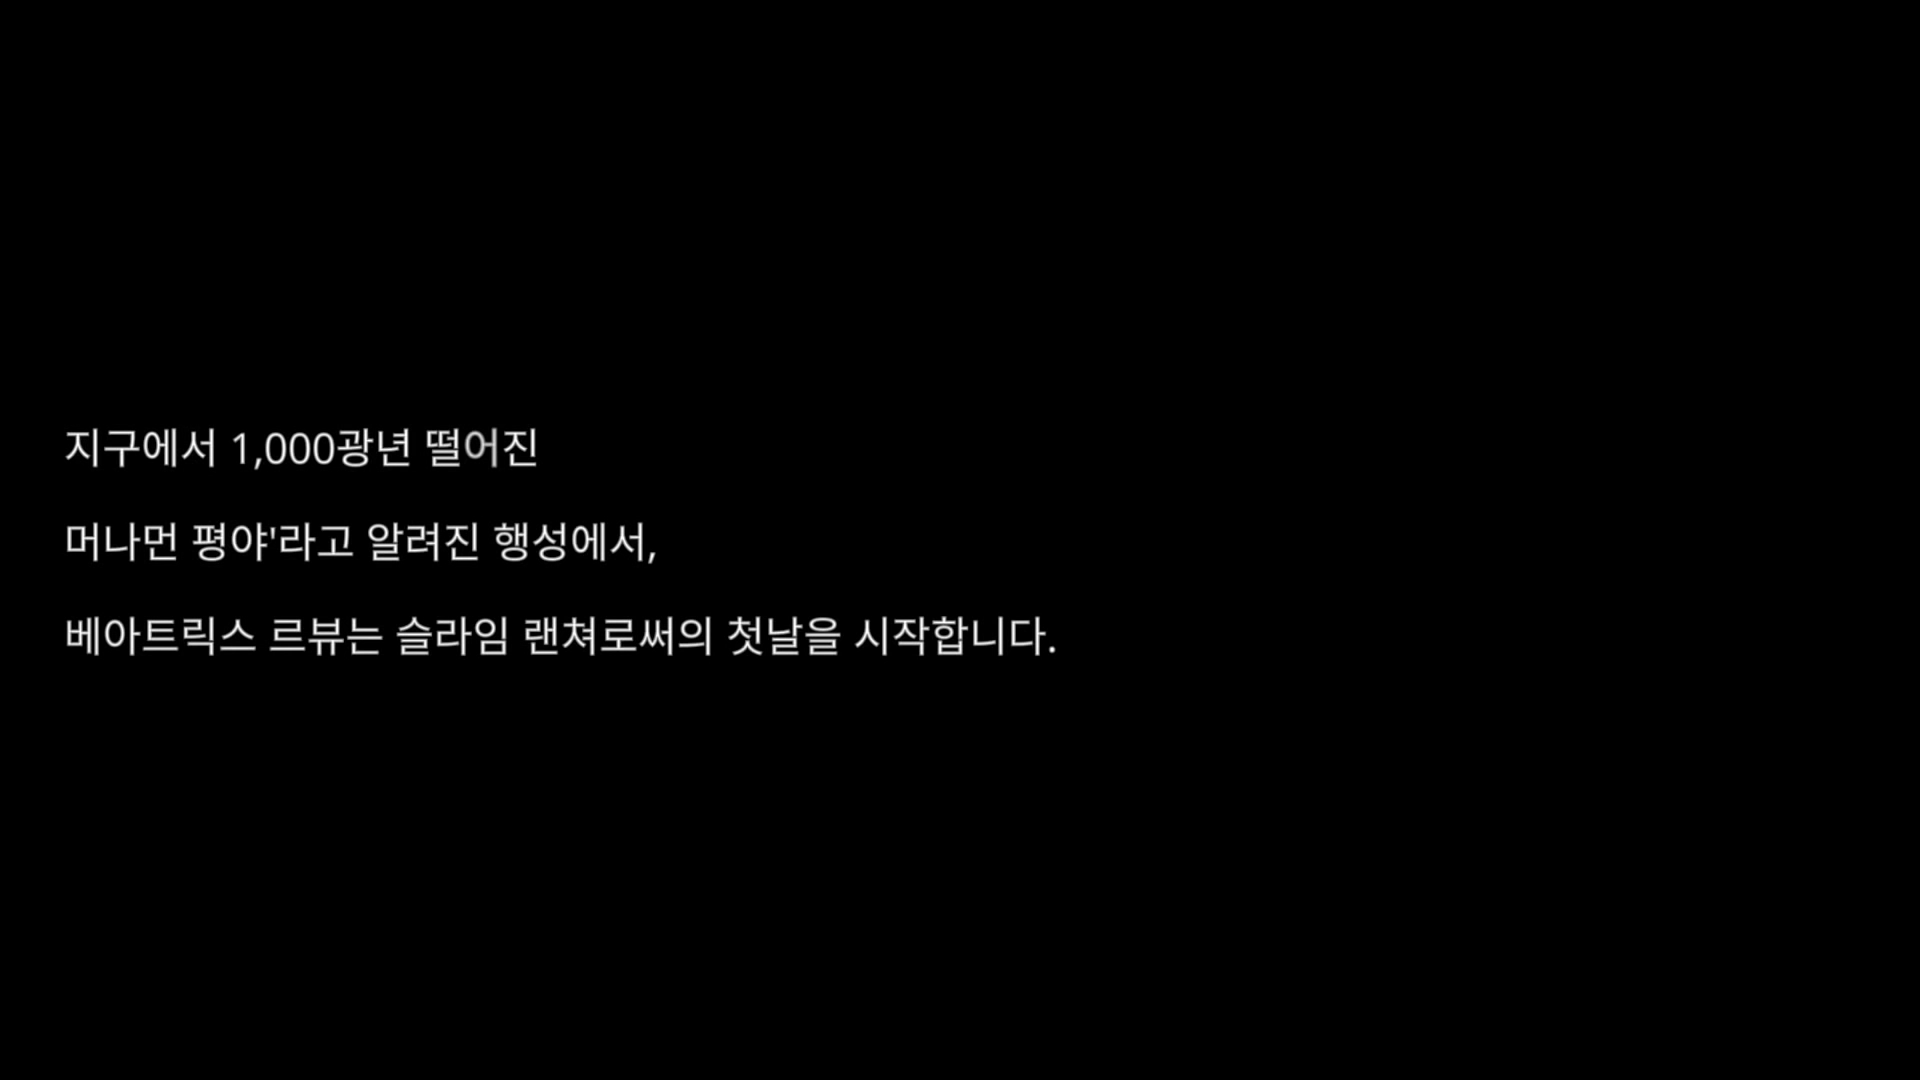 지구에서 1,000광년 떨어진
머나먼 평야'라고 알려진 행성에서,
베아트릭스 르뷰는 슬라임 랜쳐로써의 첫날을 시작합니다.